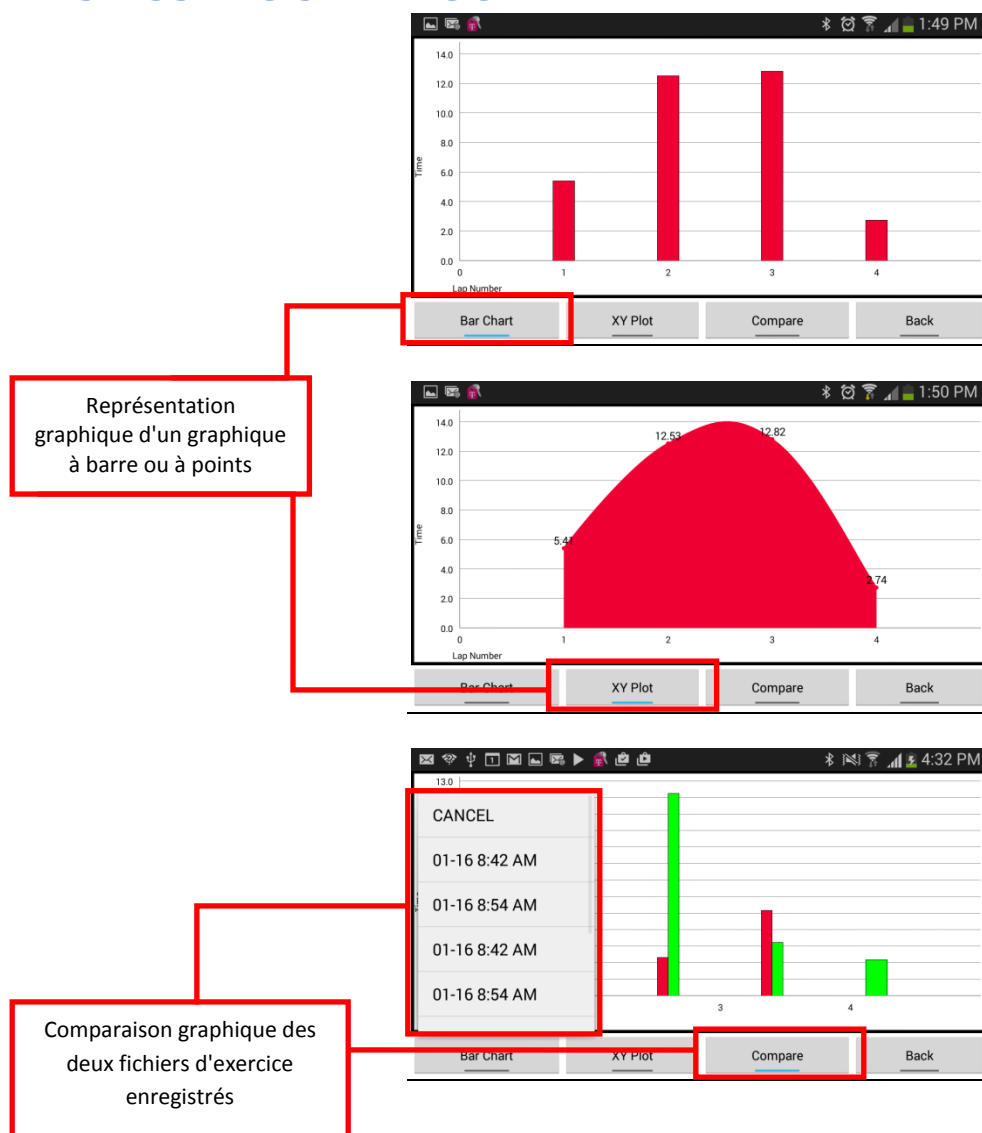 1:49 PM
14.0
12.0
10.0
8.0
6.0
4.0
2.0
0.0
Time
0 1 2 3 4
Lap Number
Bar Chart XY Plot Compare Back
Représentation
graphique d'un graphique
à barre ou à points
1:50 PM
14.0
12.0
10.0
8.0
6.0
4.0
2.0
0.0
Time
5.41
12.53
12.82
2.74
0 1 2 3 4
Lap Number
Bar Chart XY Plot Compare Back
4:32 PM
13.0
CANCEL
01-16 8:42 AM
01-16 8:54 AM
01-16 8:42 AM
01-16 8:54 AM
3 4
Bar Chart XY Plot Compare Back
Comparaison graphique des
deux fichiers d'exercice
enregistrés